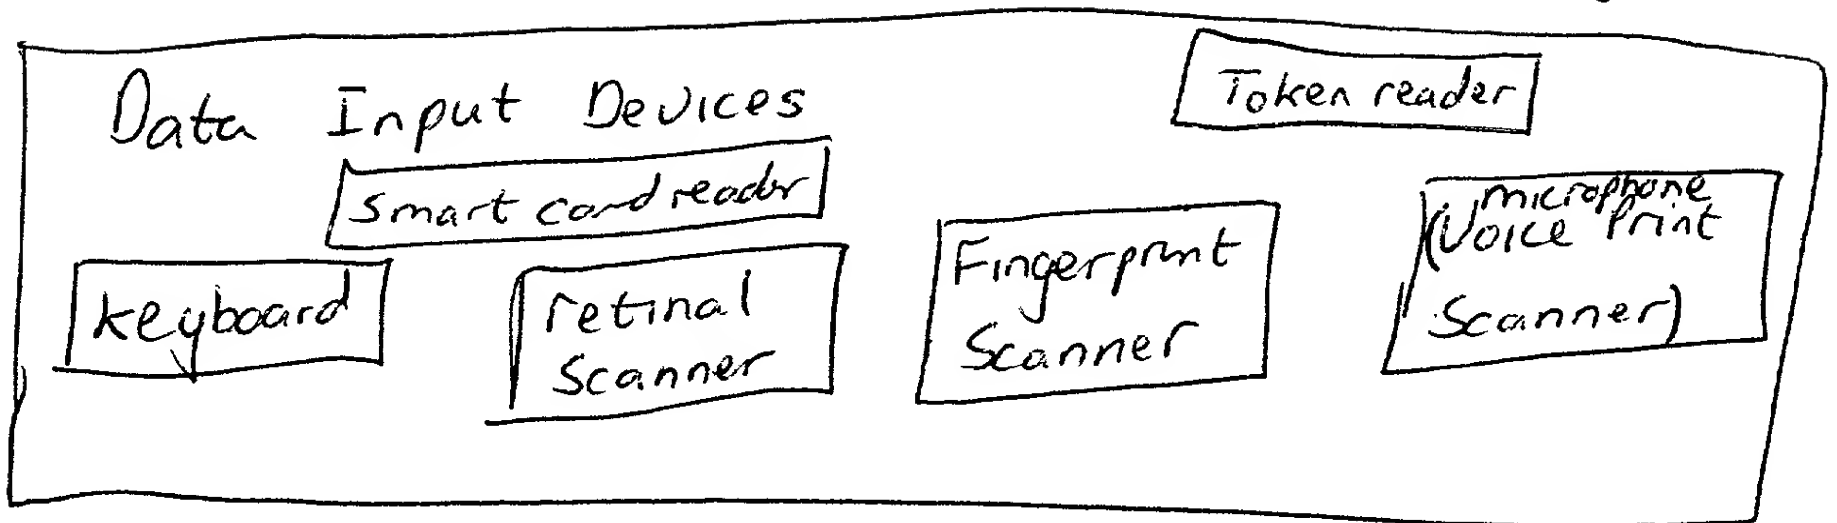 Data Input Devices
Token reader
smart card reader
keyboard
retinal
scanner
Fingerprint
Scanner
microphone
(Voice Print
Scanner)